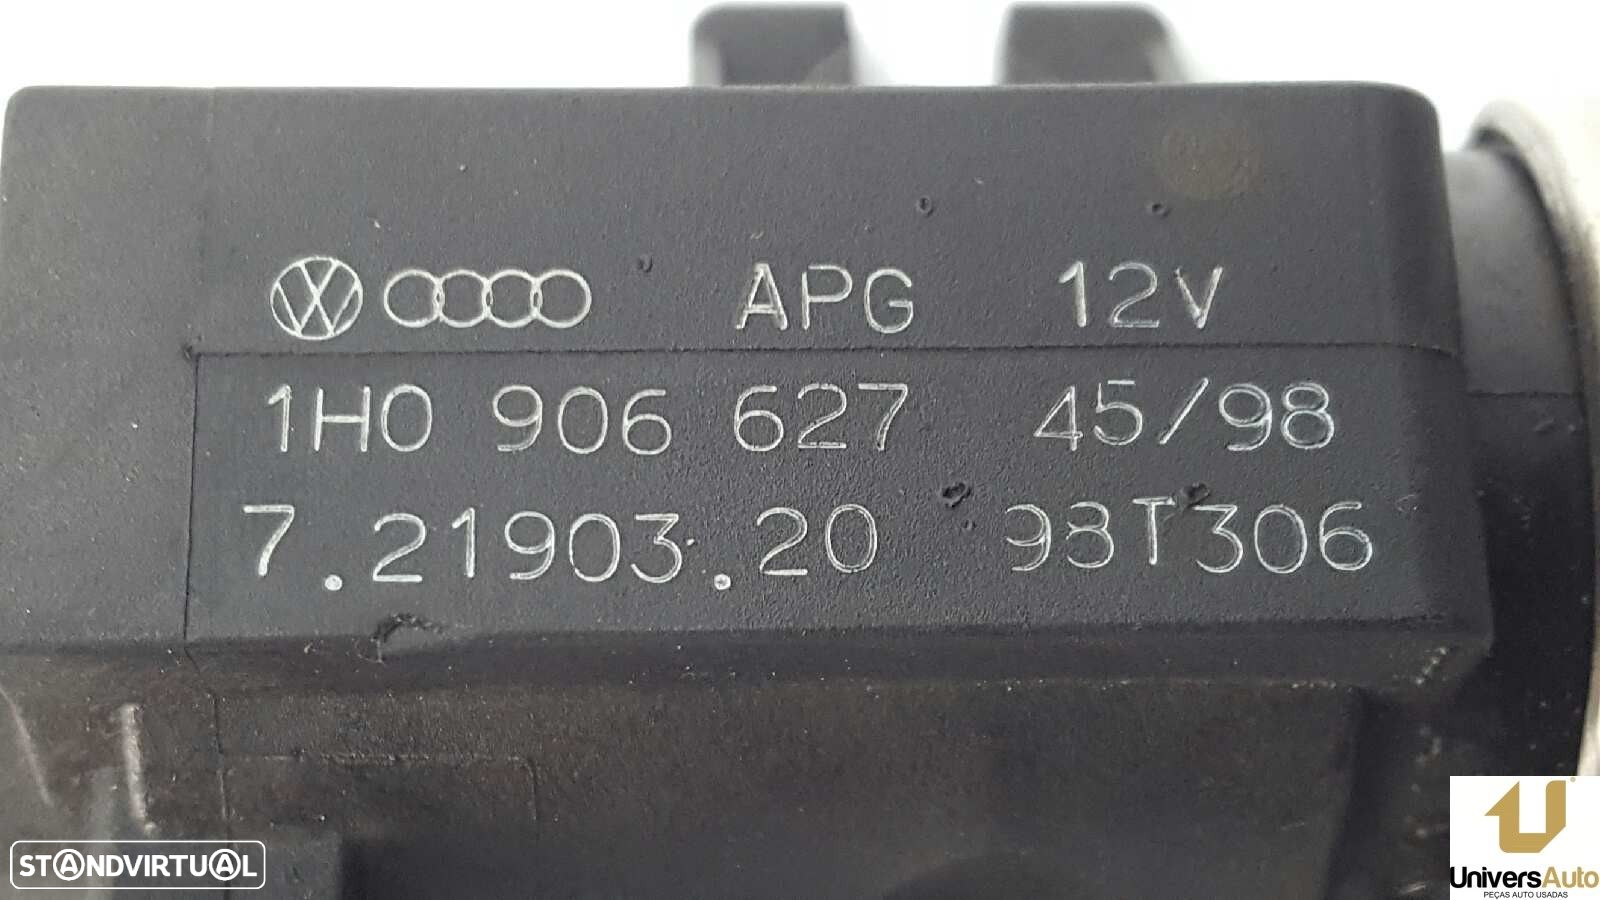 APG 12V
1H0 906 627 45/98
7.21903.20 98T306
STANDVIRTUAL
UniversAuto
PEÇAS AUTO USADAS